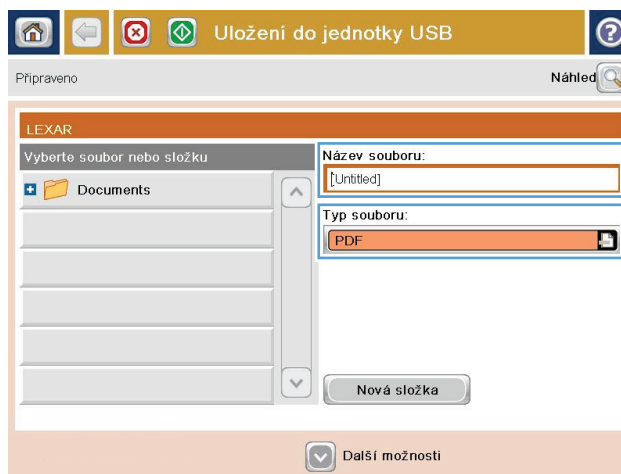 Uložení do jednotky USB
?
Připraveno
Náhled
LEXAR
Vyberte soubor nebo složku
Název souboru:
[Untitled]
Documents
Typ souboru:
PDF
Nová složka
Další možnosti